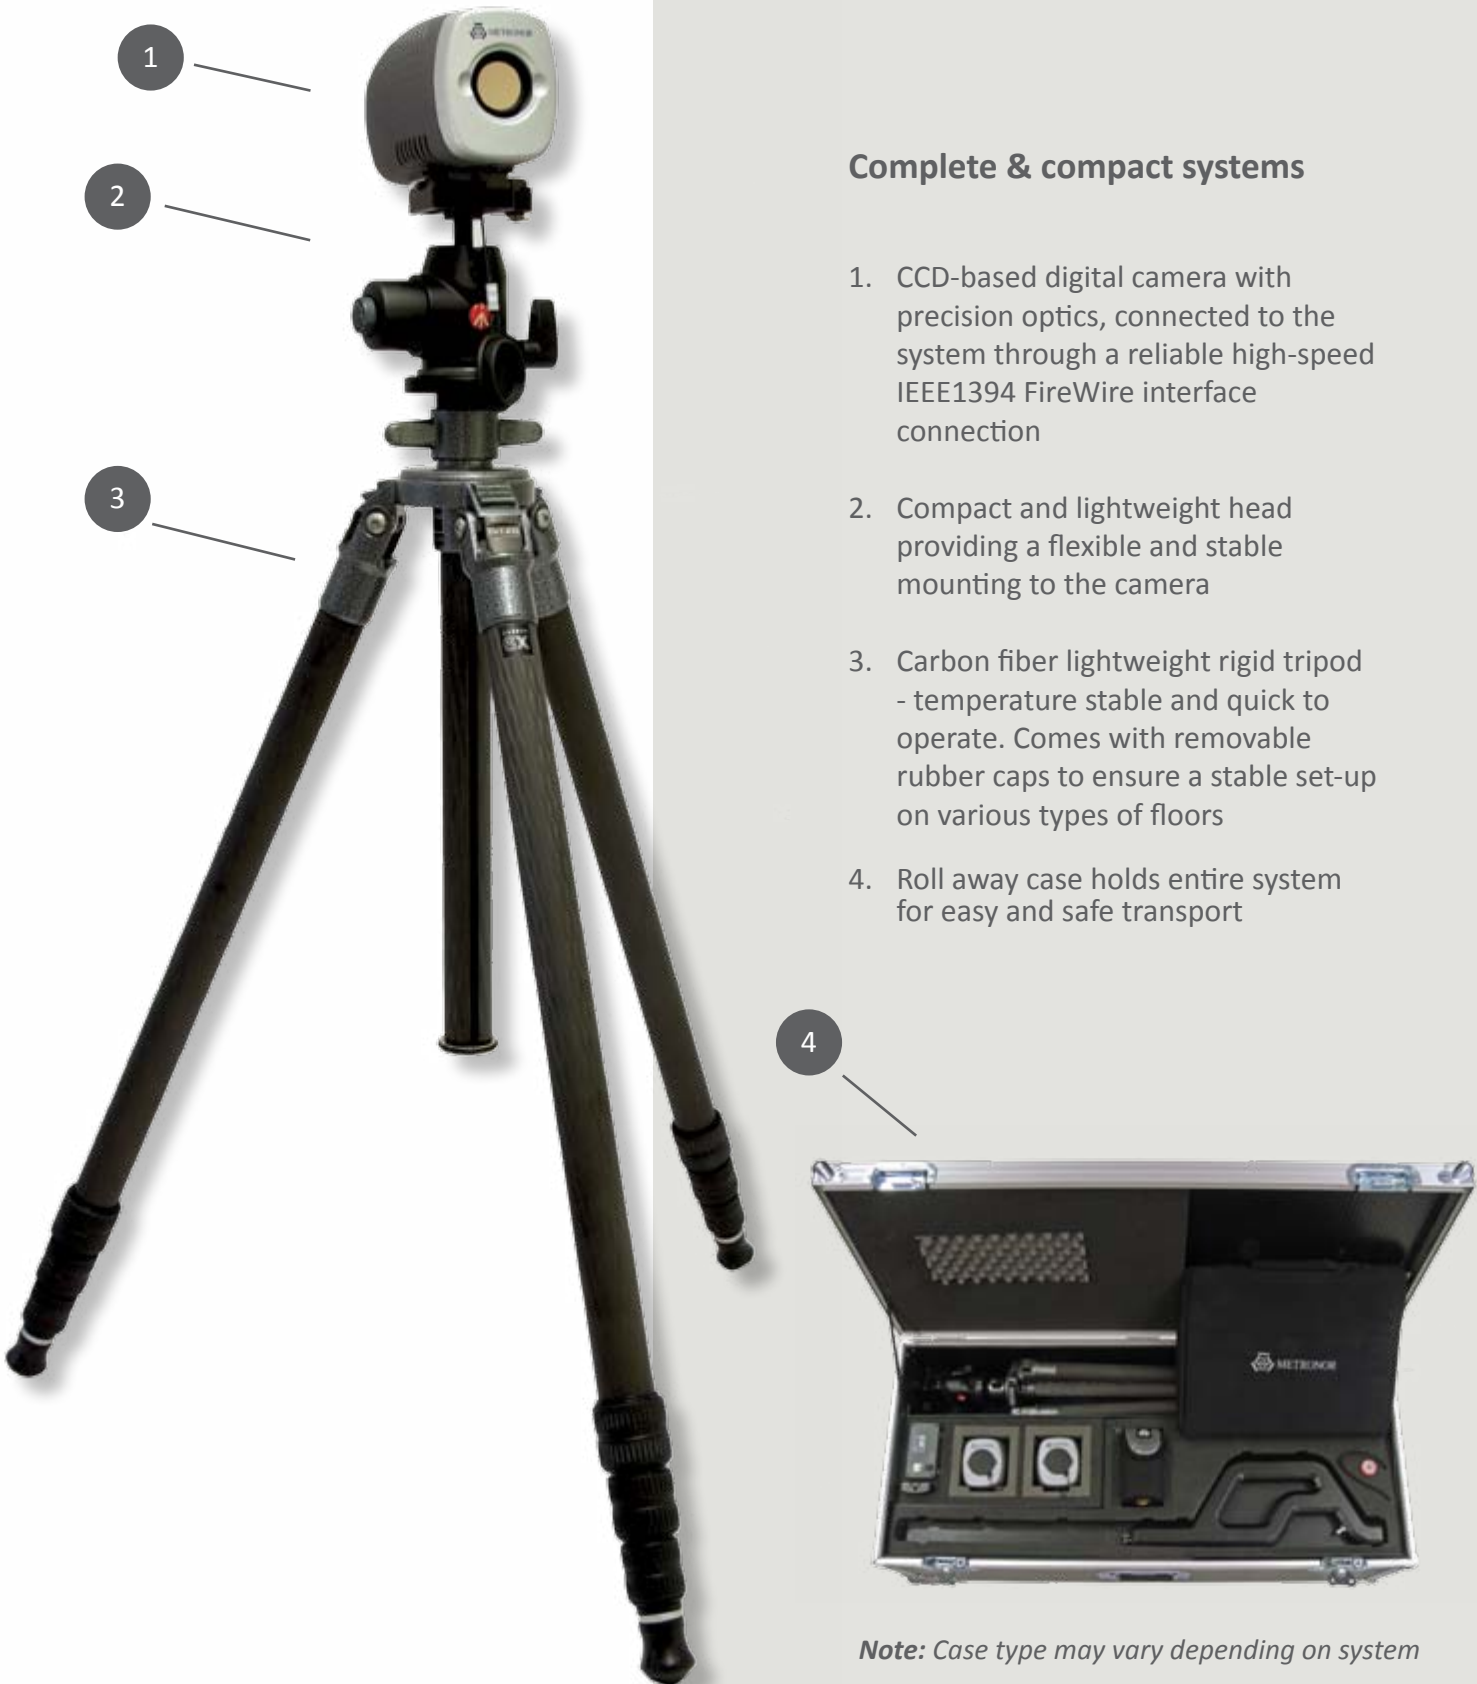 1
METRONOR
2
3
Complete & compact systems
1. CCD-based digital camera with
precision optics, connected to the
system through a reliable high-speed
IEEE1394 FireWire interface
connection
2. Compact and lightweight head
providing a flexible and stable
mounting to the camera
3. Carbon fiber lightweight rigid tripod
- temperature stable and quick to
operate. Comes with removable
rubber caps to ensure a stable set-up
on various types of floors
4. Roll away case holds entire system
for easy and safe transport
4
METRONOR
Note: Case type may vary depending on system